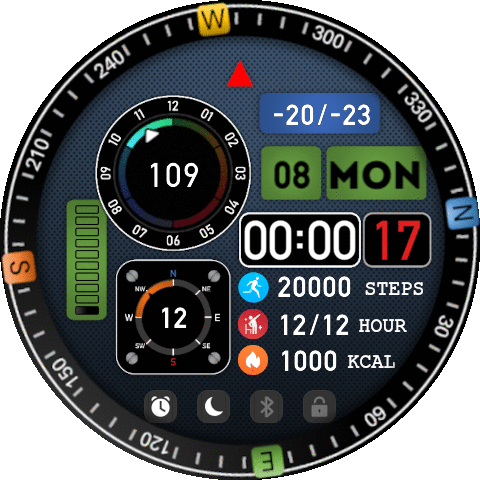 W
300
330
N
30
60
E
120
150
S
210
240
-20/-23
12
01
02
03
04
05
06
07
08
09
10
11
109
08 MON
00:00 17
N
NE
E
SE
S
SW
W
NW
12
20000 STEPS
12/12 HOUR
1000 KCAL